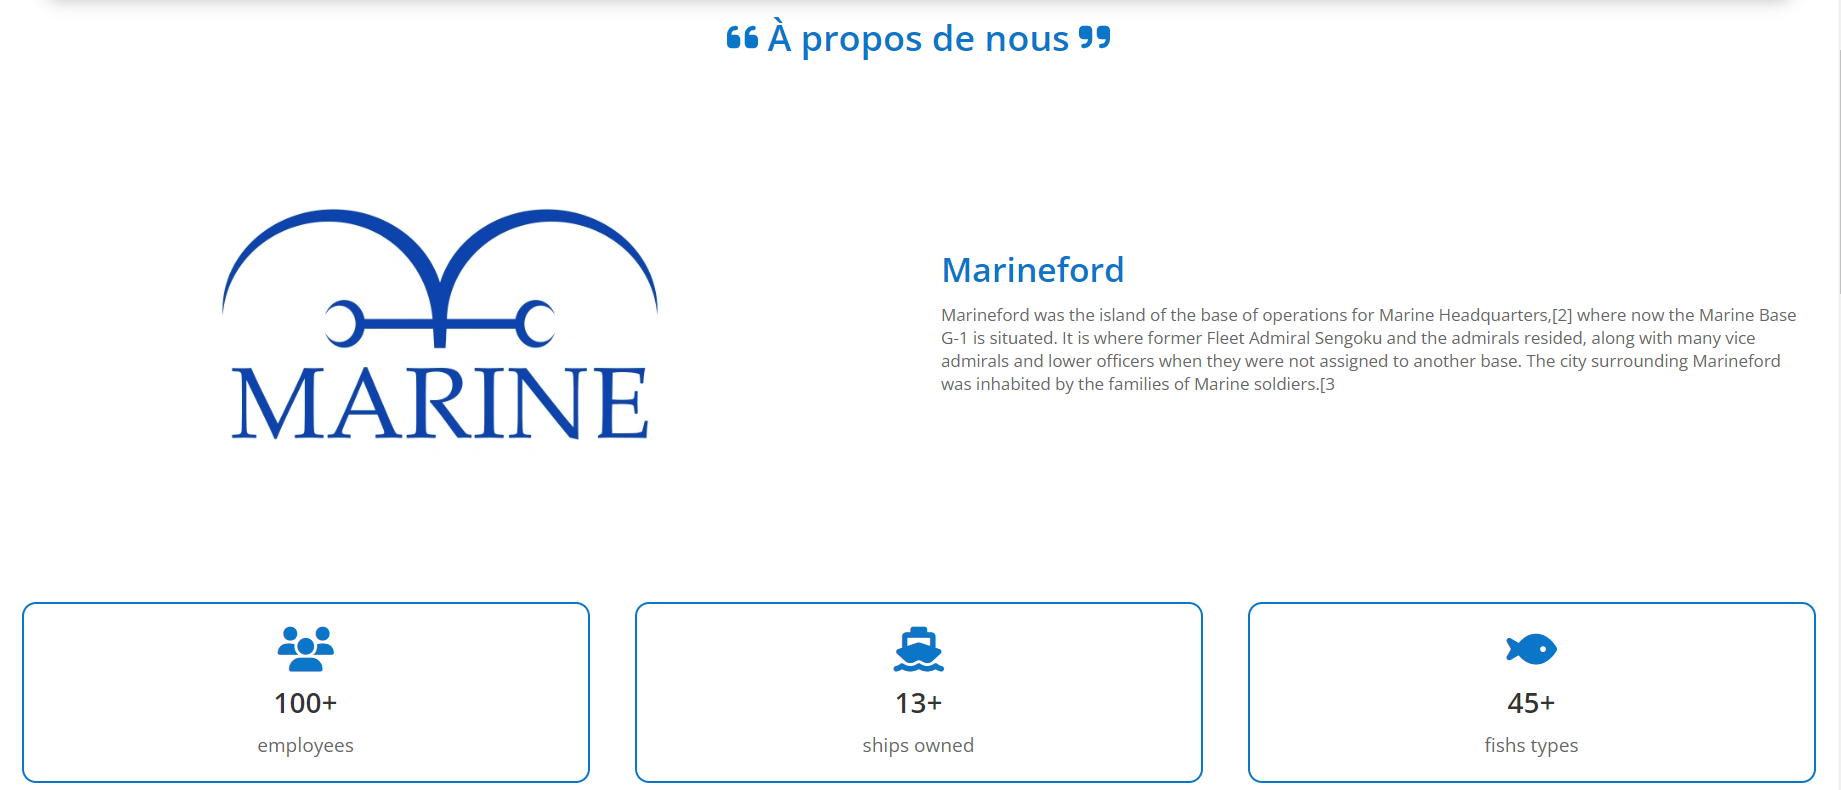 À propos de nous
MARINE
Marineford
Marineford was the island of the base of operations for Marine Headquarters,[2] where now the Marine Base
G-1 is situated. It is where former Fleet Admiral Sengoku and the admirals resided, along with many vice
admirals and lower officers when they were not assigned to another base. The city surrounding Marineford
was inhabited by the families of Marine soldiers.[3
100+
employees
13+
ships owned
45+
fishs types